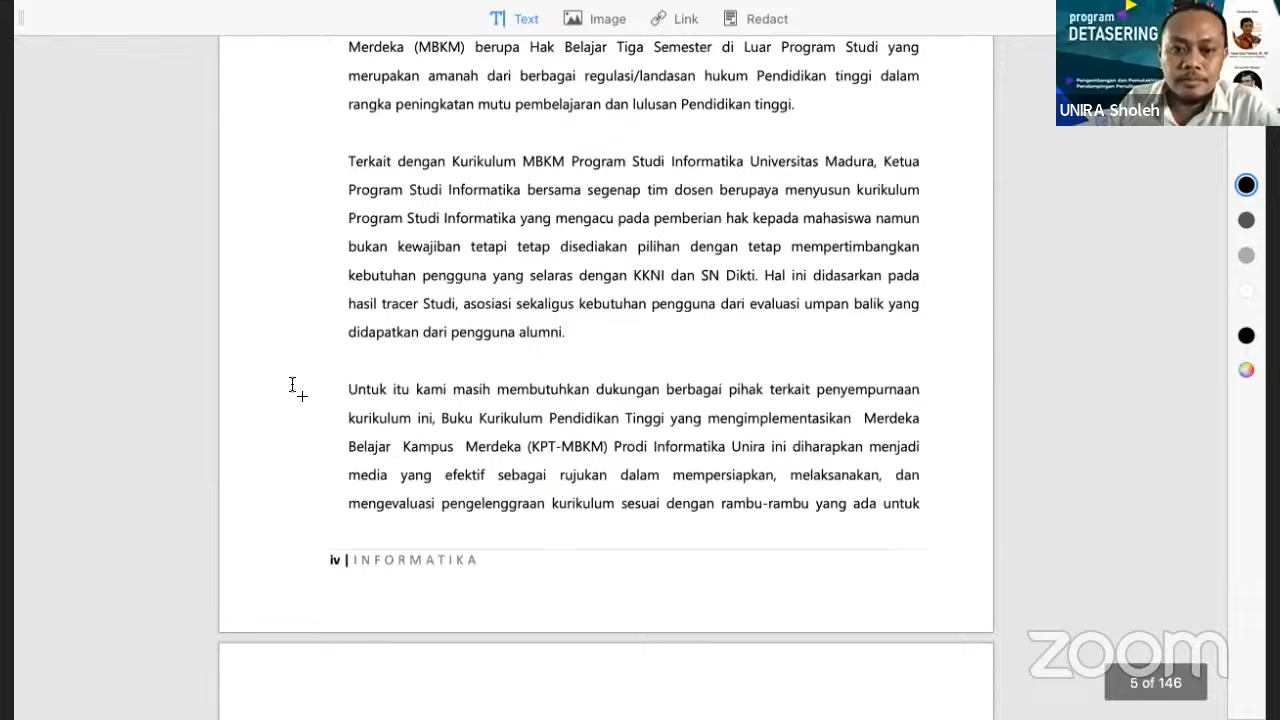 Text Image Link Redact
program
DETASERING
Pengembangan dan Pemutakhi
Pendampingan Penulis
UNIRA Sholeh
Merdeka (MBKM) berupa Hak Belajar Tiga Semester di Luar Program Studi yang
merupakan amanah dari berbagai regulasi/landasan hukum Pendidikan tinggi dalam
rangka peningkatan mutu pembelajaran dan lulusan Pendidikan tinggi.
Terkait dengan Kurikulum MBKM Program Studi Informatika Universitas Madura, Ketua
Program Studi Informatika bersama segenap tim dosen berupaya menyusun kurikulum
Program Studi Informatika yang mengacu pada pemberian hak kepada mahasiswa namun
bukan kewajiban tetapi tetap disediakan pilihan dengan tetap mempertimbangkan
kebutuhan pengguna yang selaras dengan KKNI dan SN Dikti. Hal ini didasarkan pada
hasil tracer Studi, asosiasi sekaligus kebutuhan pengguna dari evaluasi umpan balik yang
didapatkan dari pengguna alumni.
Untuk itu kami masih membutuhkan dukungan berbagai pihak terkait penyempurnaan
kurikulum ini, Buku Kurikulum Pendidikan Tinggi yang mengimplementasikan Merdeka
Belajar Kampus Merdeka (KPT-MBKM) Prodi Informatika Unira ini diharapkan menjadi
media yang efektif sebagai rujukan dalam mempersiapkan, melaksanakan, dan
mengevaluasi pengelenggraan kurikulum sesuai dengan rambu-rambu yang ada untuk
iv | INFORMATIKA
zoom
5 of 146